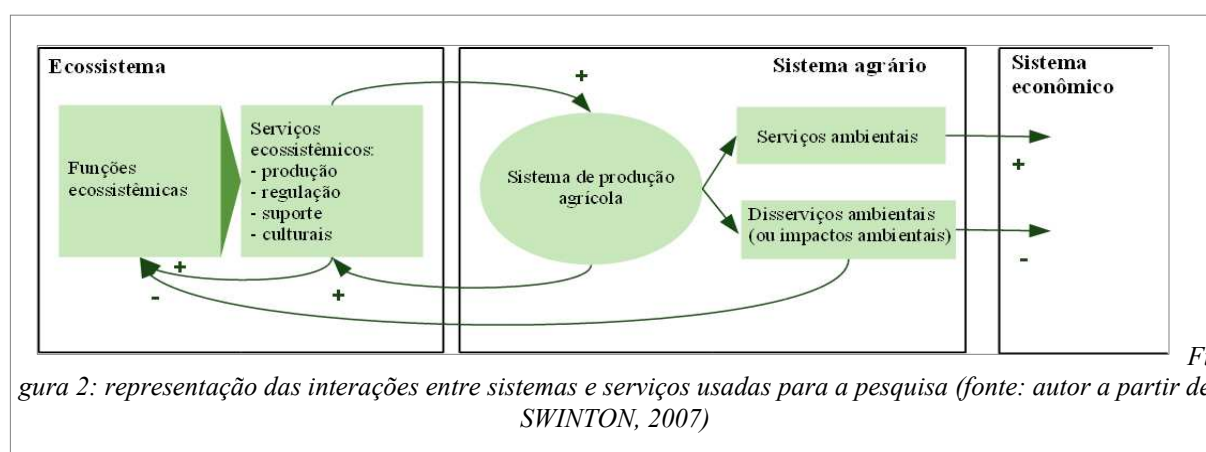 Ecossistema
Funções
ecossistêmicas
Serviços
ecossistêmicos:
- produção
- regulação
- suporte
- culturais
+
-
+
+
Sistema agrário
Sistema de produção
agrícola
Serviços ambientais
Disserviços ambientais
(ou impactos ambientais)
Sistema
econômico
+
-
Fi
gura 2: representação das interações entre sistemas e serviços usadas para a pesquisa (fonte: autor a partir de
SWINTON, 2007)